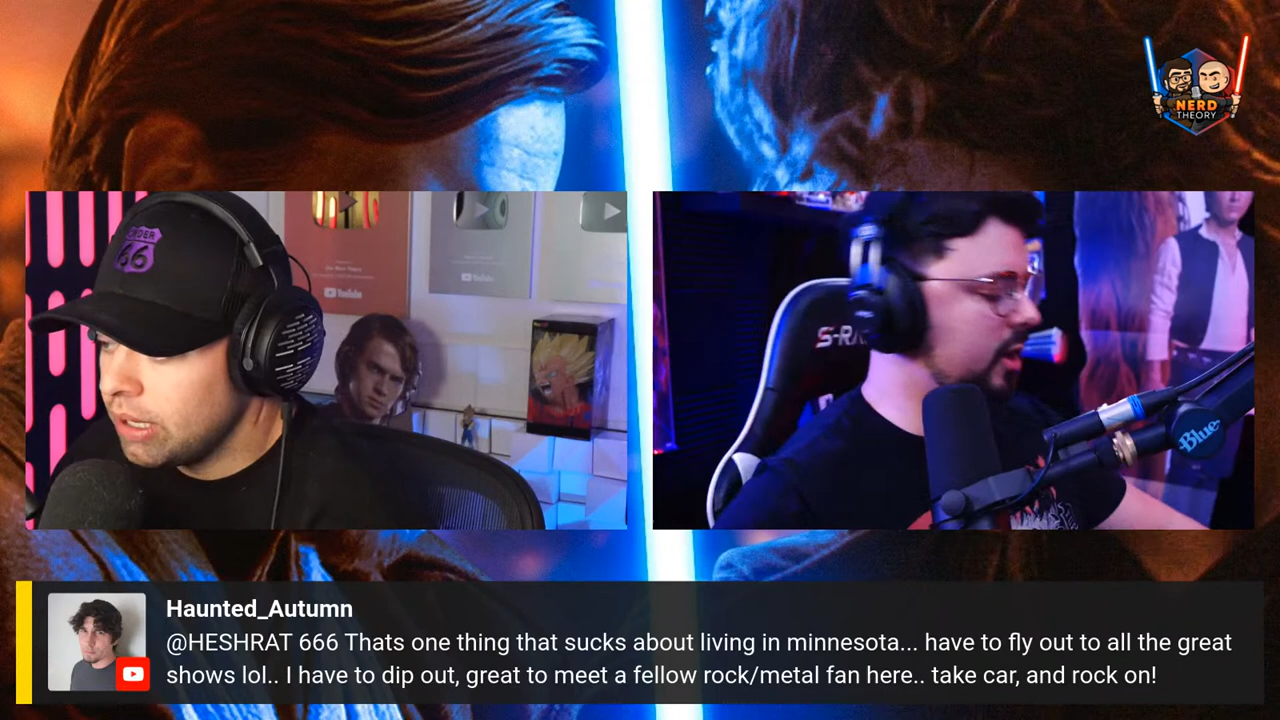 NERD
THEORY
ORDER
66
YouTube
YouTube
S-RA
Blue
Haunted_Autumn
@HESHRAT 666 Thats one thing that sucks about living in minnesota... have to fly out to all the great
shows lol.. I have to dip out, great to meet a fellow rock/metal fan here.. take car, and rock on!